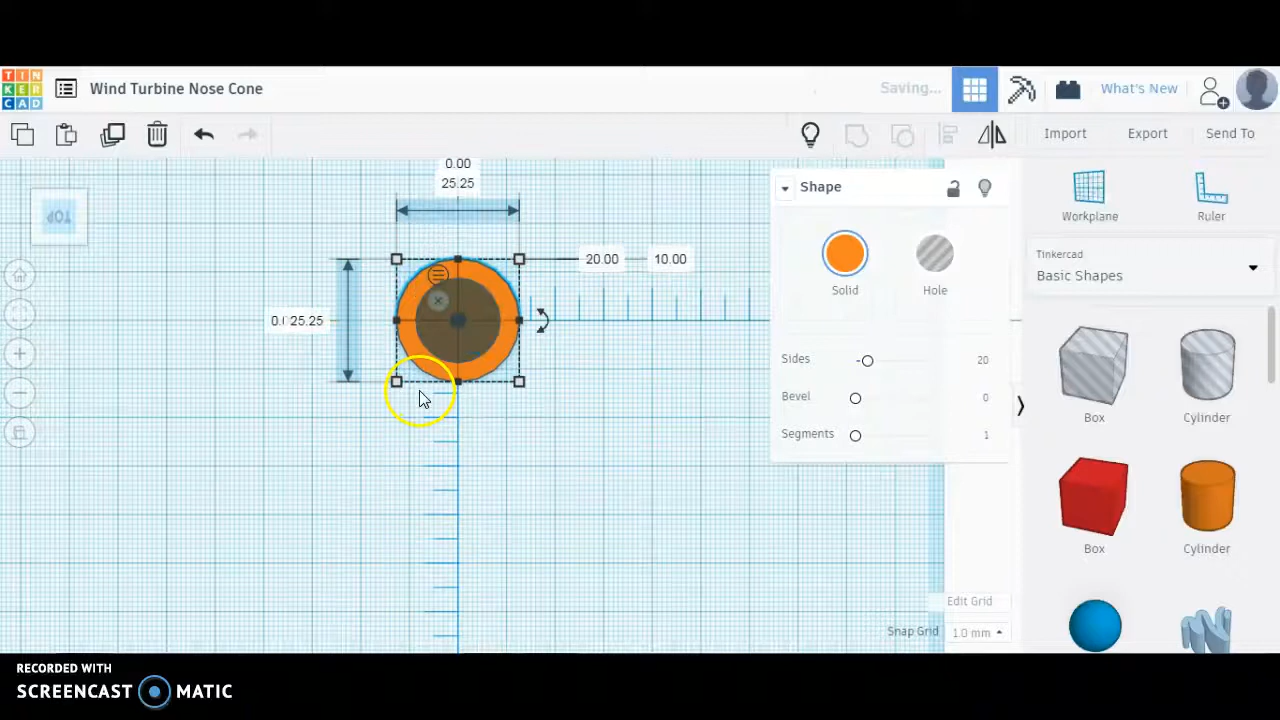 TIN
KER
CAD
Wind Turbine Nose Cone
Saving...
What's New
Import
Export
Send To
0.00
25.25
TOP
20.00
10.00
25.25
Shape
Solid
Hole
Sides
20
Bevel
0
Segments
1
Workplane
Ruler
Tinkercad
Basic Shapes
Box
Cylinder
Box
Cylinder
Edit Grid
Snap Grid
1.0 mm
RECORDED WITH
SCREENCAST MATIC